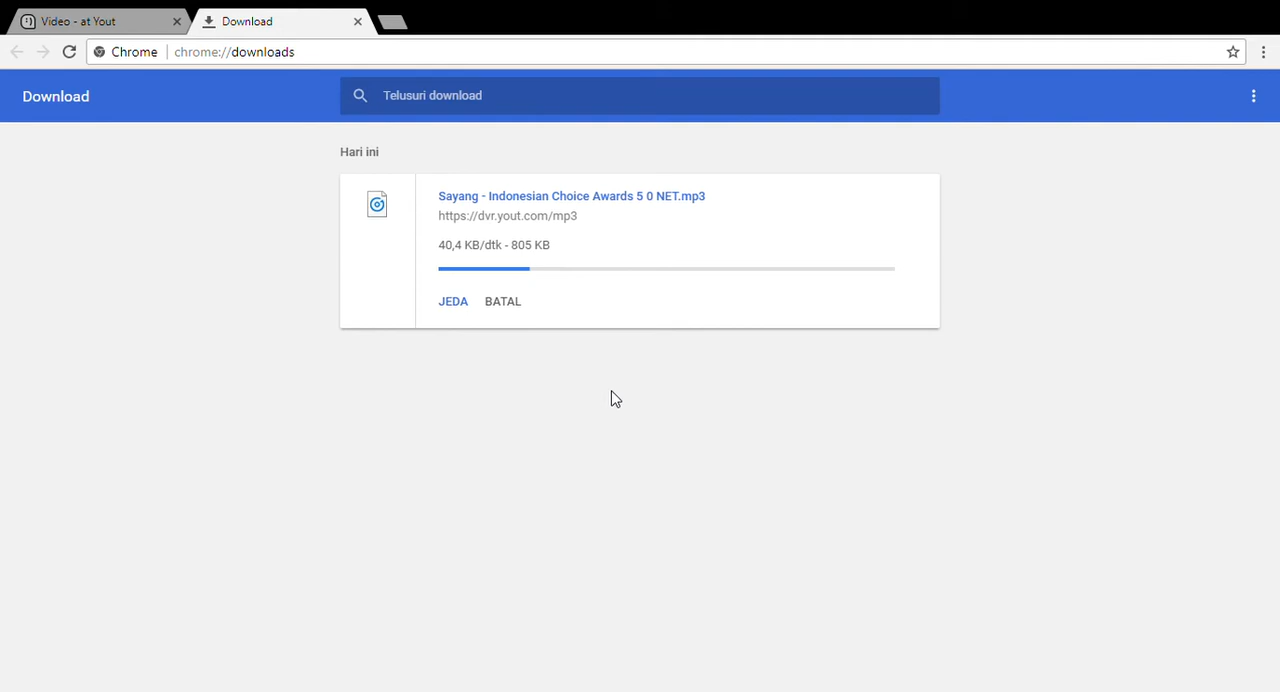 Video - at Yout
Download
Chrome chrome://downloads
Download
Telusuri download
Hari ini
Sayang - Indonesian Choice Awards 5 0 NET.mp3
https://dvr.yout.com/mp3
40,4 KB/dtk - 805 KB
JEDA BATAL